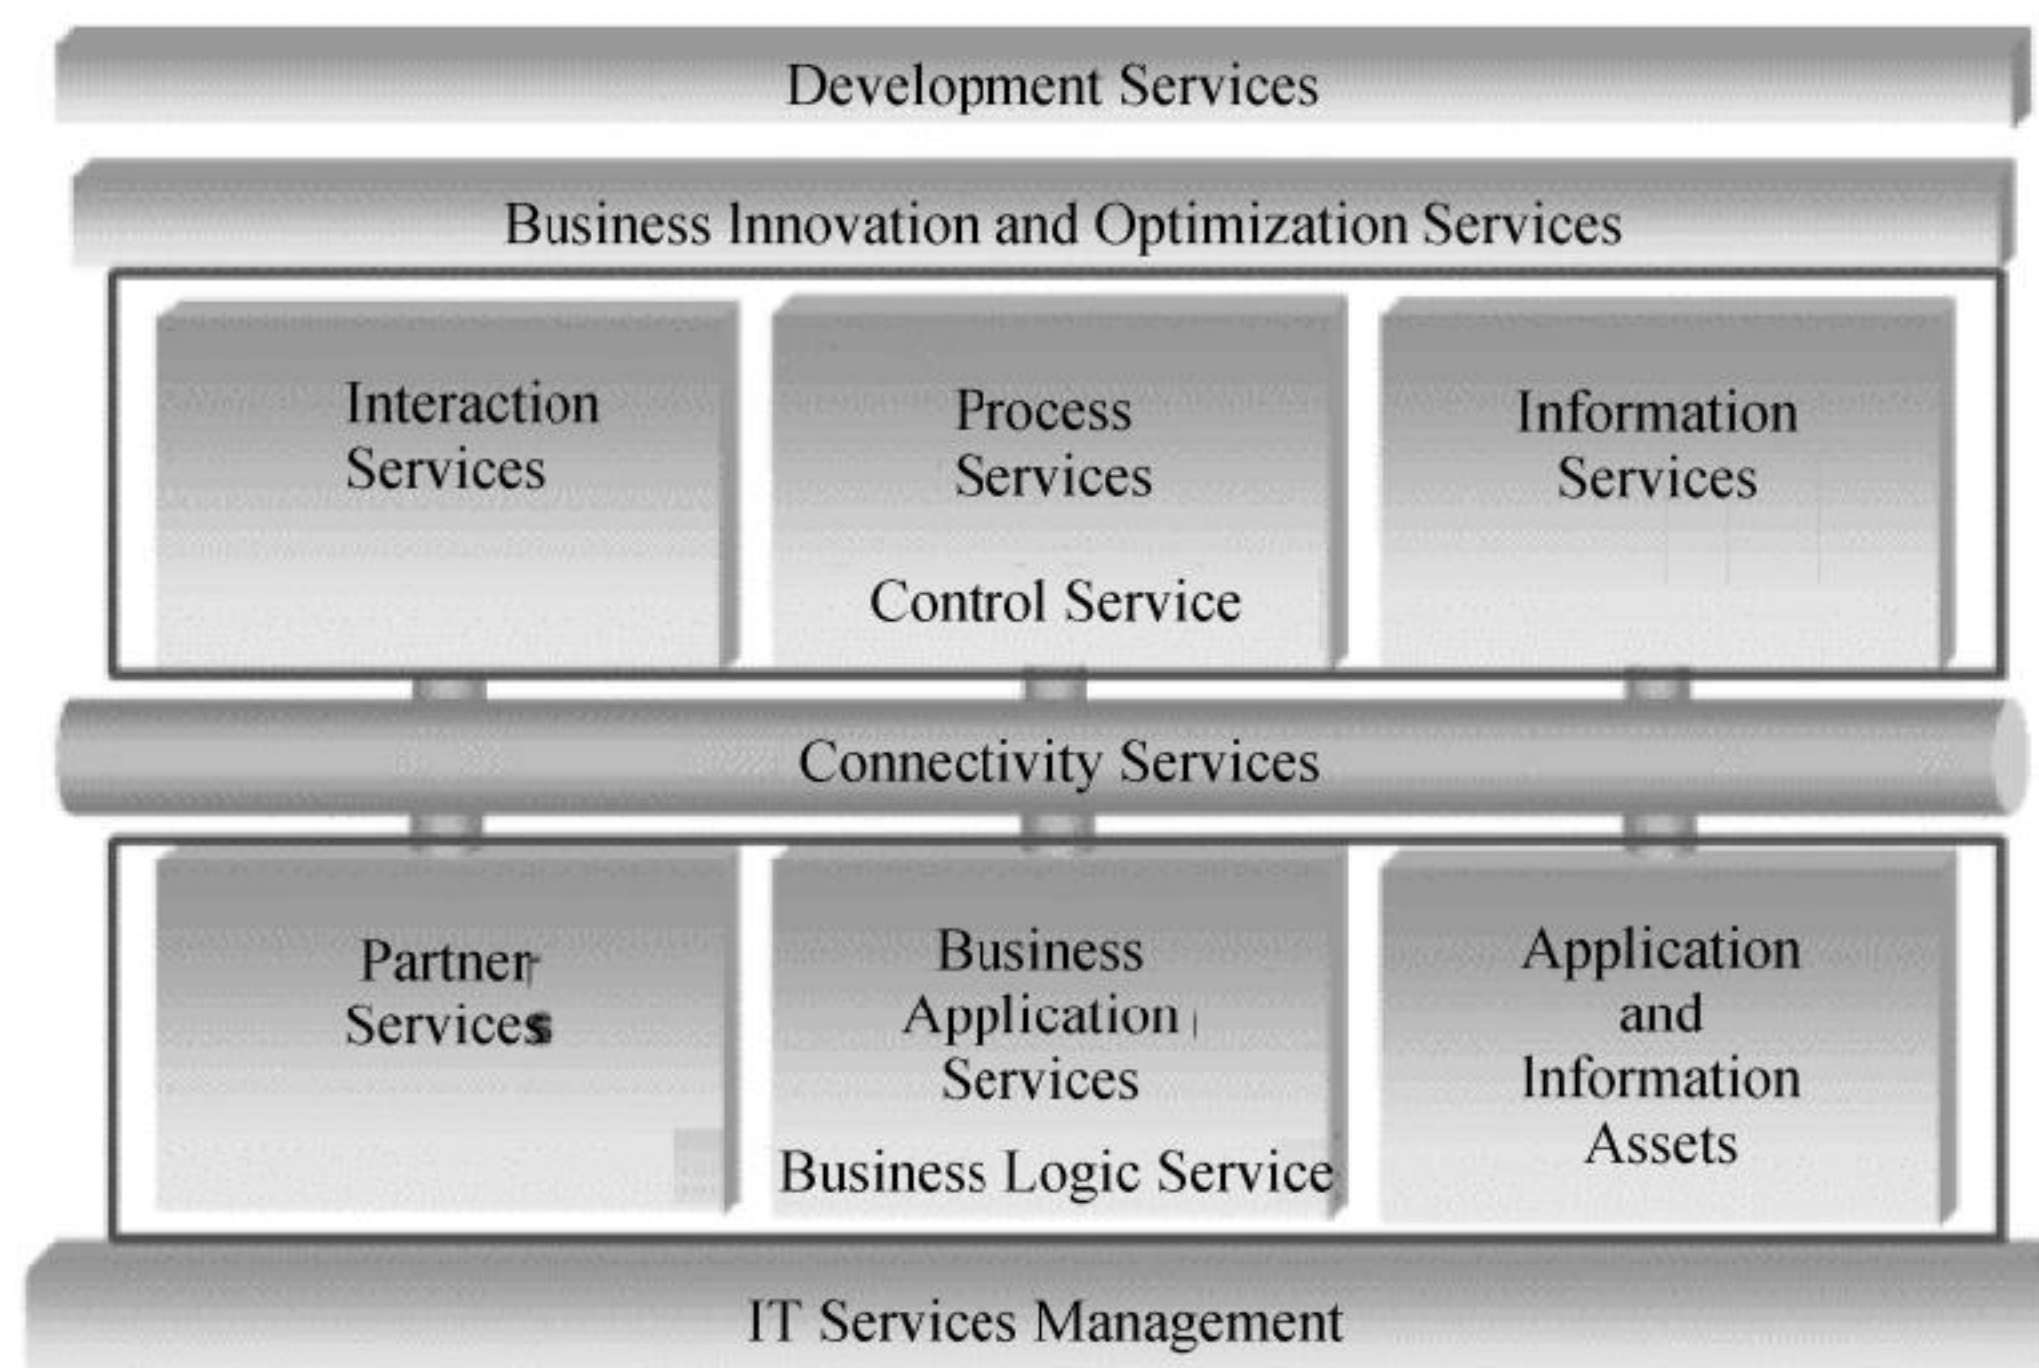 Development Services
Business Innovation and Optimization Services
Interaction
Services
Process
Services
Information
Services
Control Service
Connectivity Services
Partner
Services
Business
Application
Services
Application
and
Information
Assets
Business Logic Service
IT Services Management